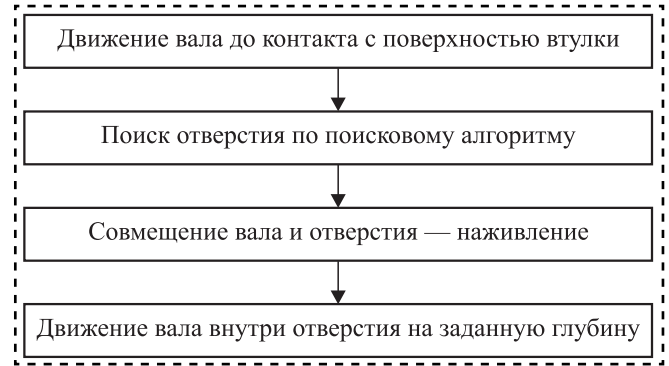 Движение вала до контакта с поверхностью втулки
Поиск отверстия по поисковому алгоритму
Совмещение вала и отверстия — наживление
Движение вала внутри отверстия на заданную глубину